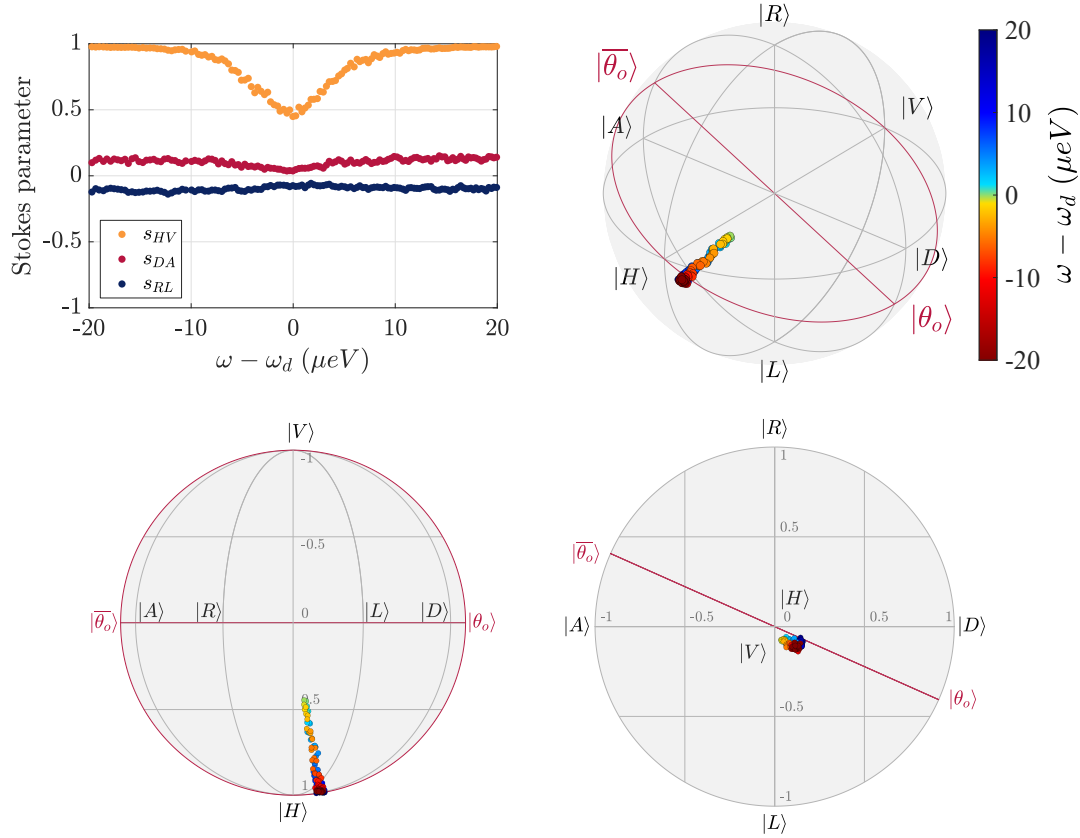 Stokes parameter
1
0.5
0
-0.5
-1
-20
-10
0
10
20
ω − ω_d (μeV)
s_HV
s_DA
s_RL
|R⟩
|θ̅_o⟩
|A⟩
|V⟩
|H⟩
|D⟩
|θ_o⟩
|L⟩
20
10
0
-10
-20
ω − ω_d (μeV)
|V⟩
-1
-0.5
|θ̅_o⟩ |A⟩ |R⟩ 0 |L⟩ |D⟩ |θ_o⟩
0.5
1
|H⟩
|R⟩
1
0.5
|θ̅_o⟩
|H⟩
|A⟩ -1 -0.5 0 0.5 1 |D⟩
|V⟩
|θ_o⟩
-0.5
-1
|L⟩